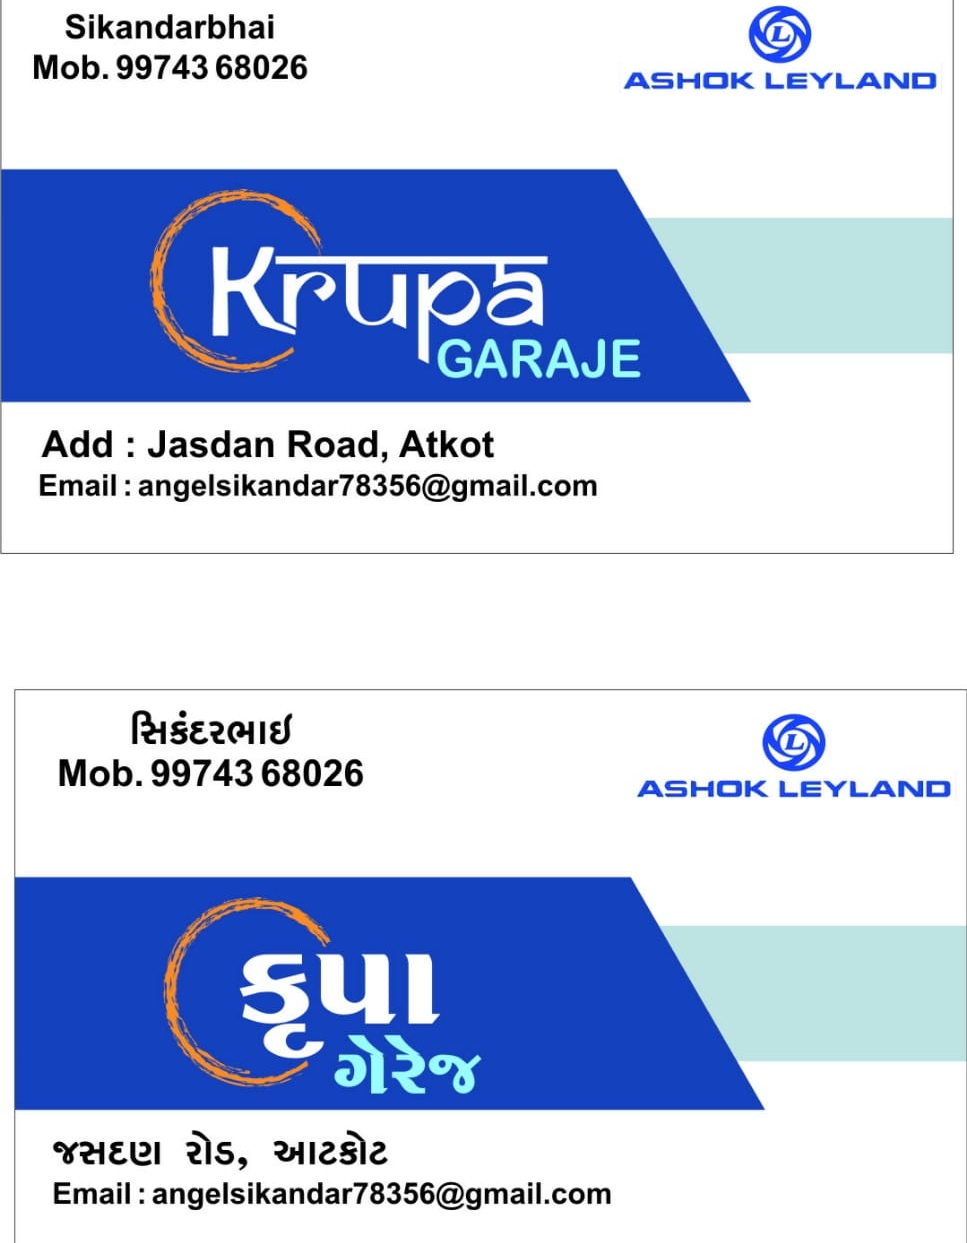 Sikandarbhai
Mob. 99743 68026
ASHOK LEYLAND
Krupa
GARAJE
Add : Jasdan Road, Atkot
Email : angelsikandar78356@gmail.com
સિકંદરભાઈ
Mob. 99743 68026
ASHOK LEYLAND
કૃપા
ગેરેજ
જસદણ રોડ, આટકોટ
Email : angelsikandar78356@gmail.com